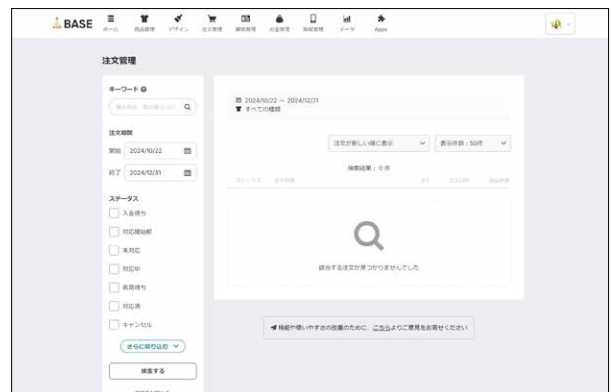 BASE
ホーム 商品管理 デザイン 注文管理 顧客管理 お金管理 データ Apps
注文管理
キーワード
注文期間
開始 2024/10/22
終了 2024/12/31
ステータス
入金待ち
対応開始前
未対応
対応中
対応済
キャンセル
さらに絞り込む
検索する
2024/10/22 ～ 2024/12/31
すべての種類
注文が新しい順に表示
表示件数：50件
検索結果：0 件
ステータス 注文情報
該当する注文が見つかりませんでした
機能や使いやすさの改善のために、こちらよりご意見をお寄せください